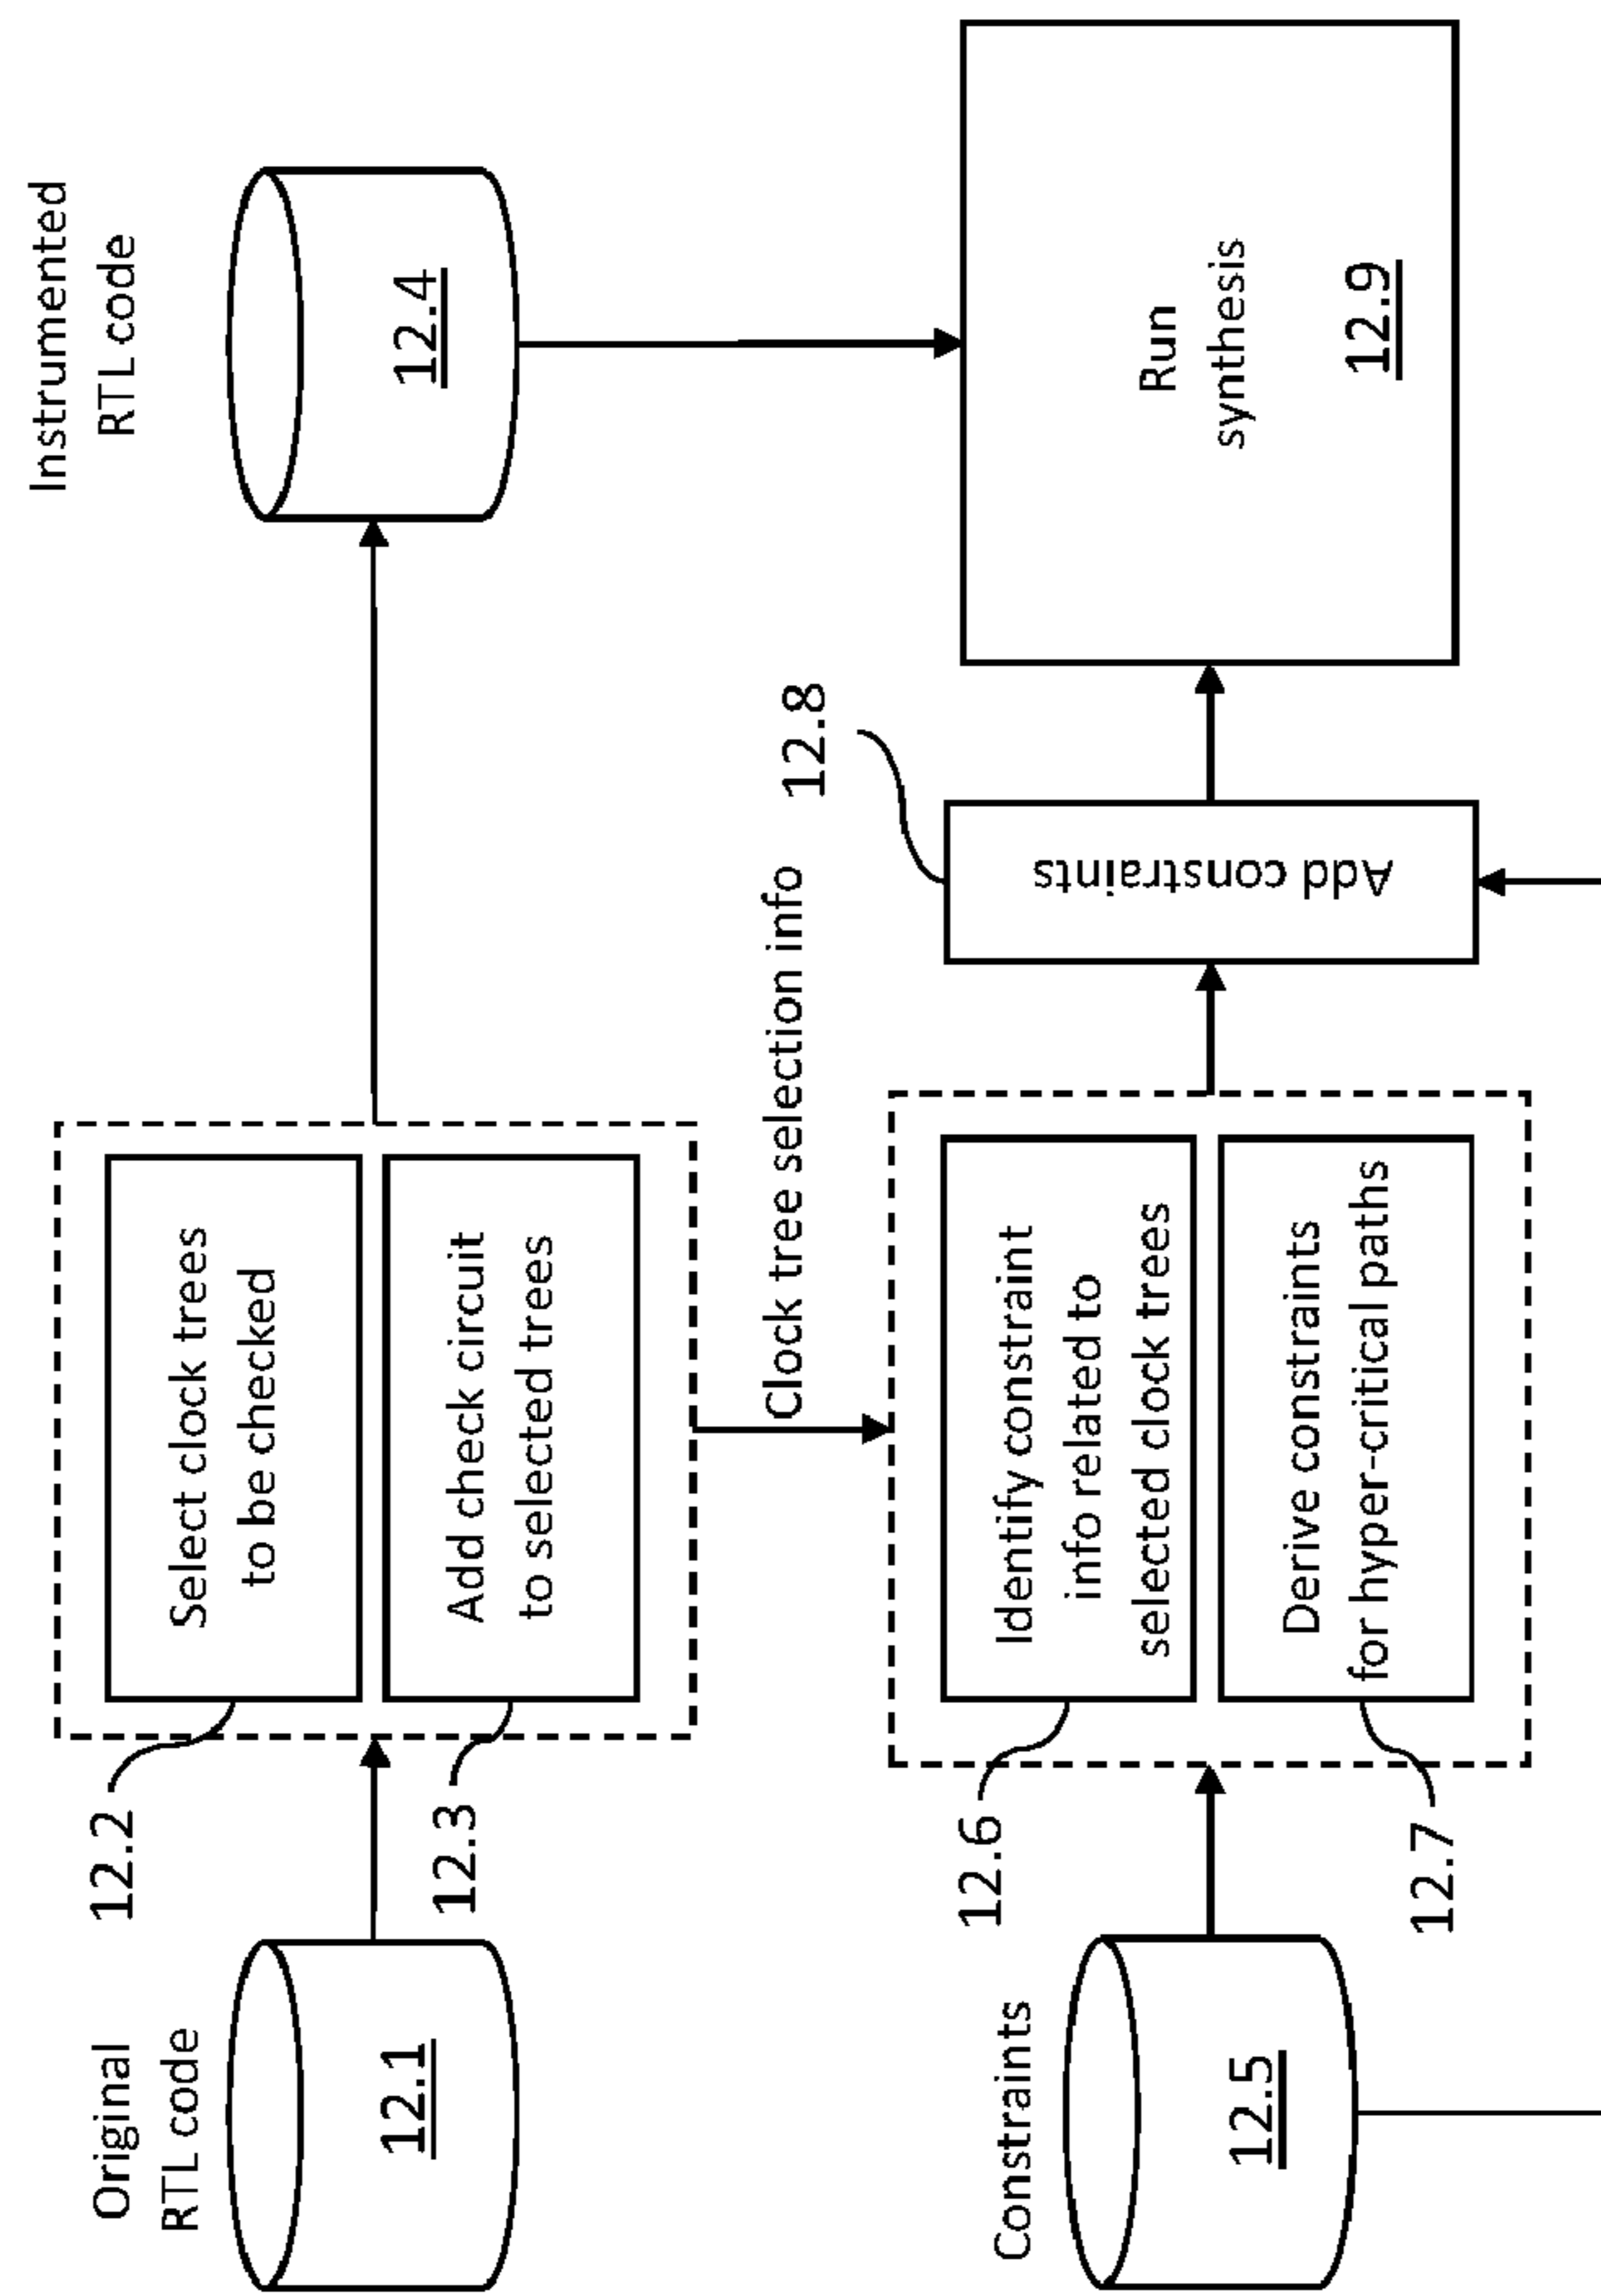 Original
RTL code
12.1
12.2
Select clock trees
to be checked
12.3
Add check circuit
to selected trees
Instrumented
RTL code
12.4
Clock tree selection info
Constraints
12.5
12.6
Identify constraint
info related to
selected clock trees
12.7
Derive constraints
for hyper-critical paths
12.8
Add constraints
Run
synthesis
12.9